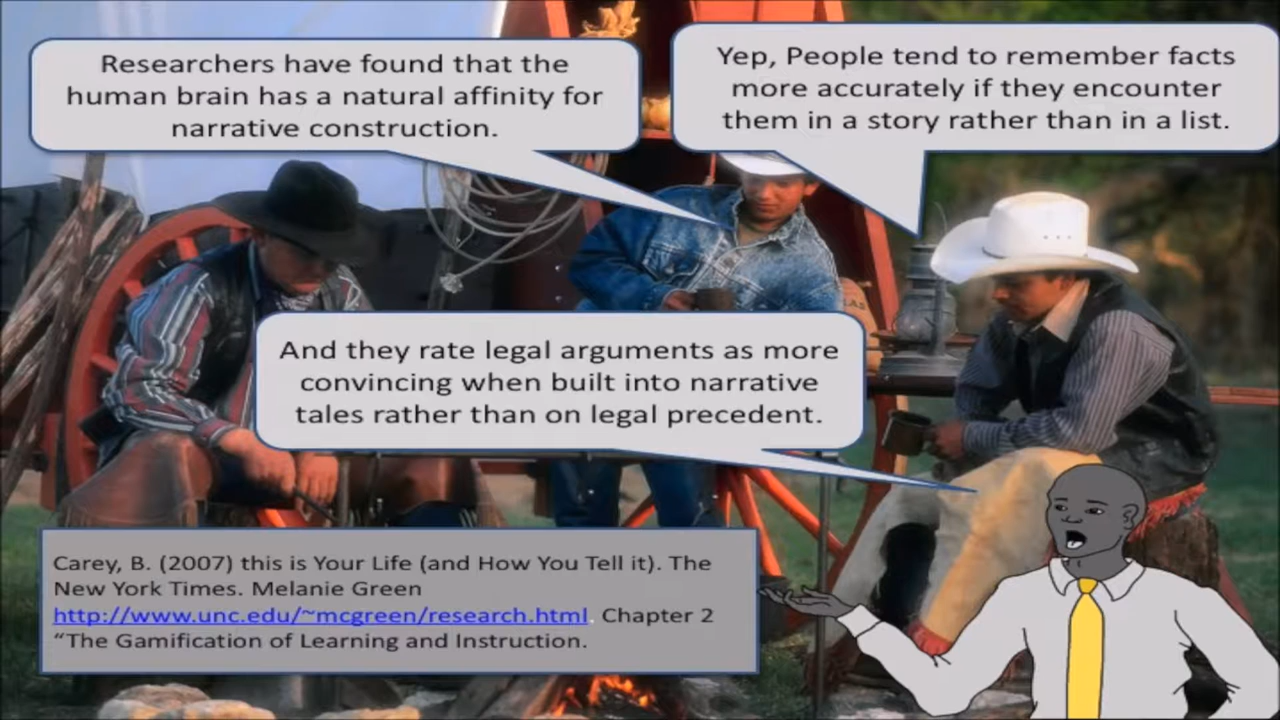 Researchers have found that the
human brain has a natural affinity for
narrative construction.
Yep, People tend to remember facts
more accurately if they encounter
them in a story rather than in a list.
And they rate legal arguments as more
convincing when built into narrative
tales rather than on legal precedent.
Carey, B. (2007) this is Your Life (and How You Tell it). The
New York Times. Melanie Green
http://www.unc.edu/~mcgreen/research.html. Chapter 2
“The Gamification of Learning and Instruction.